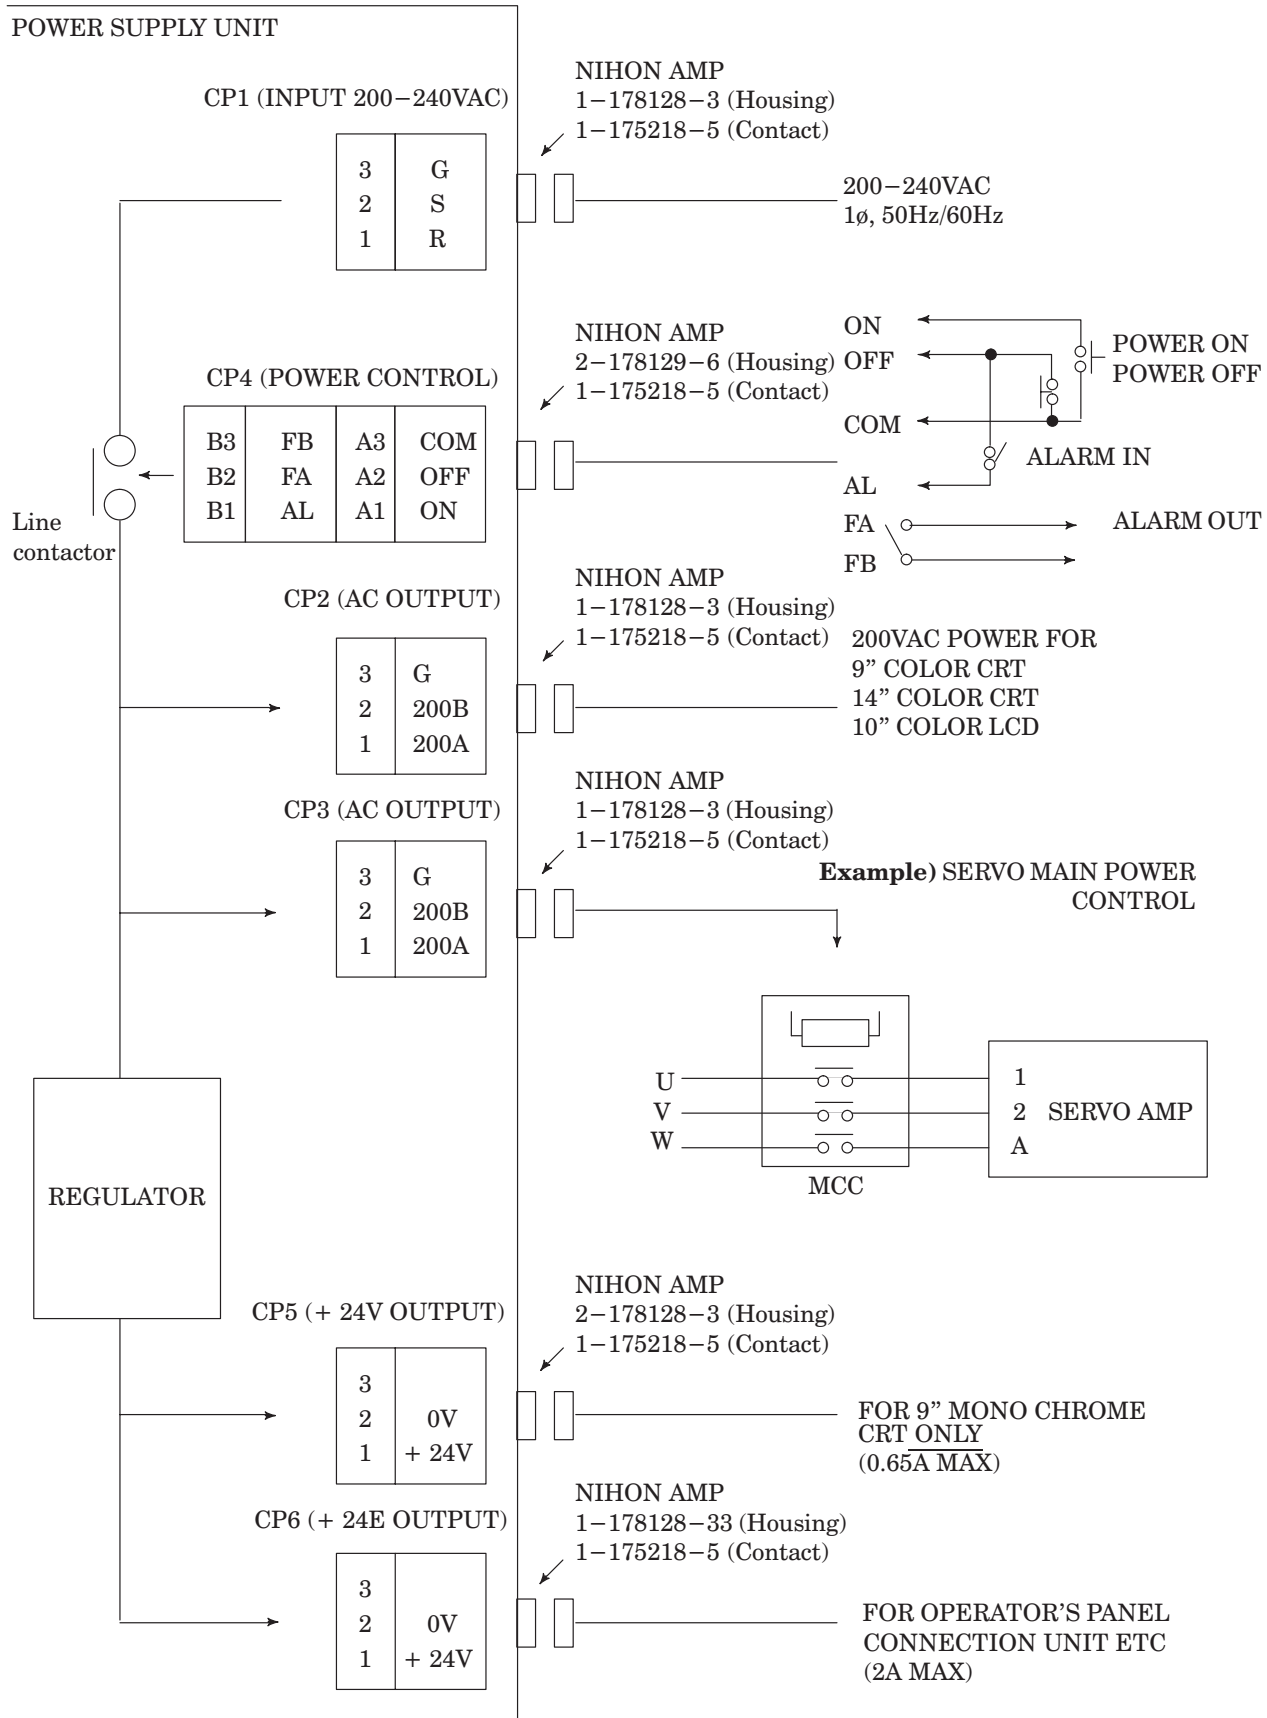 POWER SUPPLY UNIT
CP1 (INPUT 200−240VAC)
3 G
2 S
1 R
NIHON AMP
1−178128−3 (Housing)
1−175218−5 (Contact)
200−240VAC
1ø, 50Hz/60Hz
CP4 (POWER CONTROL)
B3 FB A3 COM
B2 FA A2 OFF
B1 AL A1 ON
Line
contactor
NIHON AMP
2−178129−6 (Housing)
1−175218−5 (Contact)
ON
OFF
COM
AL
FA
FB
POWER ON
POWER OFF
ALARM IN
ALARM OUT
CP2 (AC OUTPUT)
3 G
2 200B
1 200A
NIHON AMP
1−178128−3 (Housing)
1−175218−5 (Contact)
200VAC POWER FOR
9” COLOR CRT
14” COLOR CRT
10” COLOR LCD
CP3 (AC OUTPUT)
3 G
2 200B
1 200A
NIHON AMP
1−178128−3 (Housing)
1−175218−5 (Contact)
Example) SERVO MAIN POWER
CONTROL
U
V
W
MCC
1
2 SERVO AMP
A
REGULATOR
CP5 (+ 24V OUTPUT)
3
2 0V
1 + 24V
NIHON AMP
2−178128−3 (Housing)
1−175218−5 (Contact)
FOR 9” MONO CHROME
CRT ONLY
(0.65A MAX)
CP6 (+ 24E OUTPUT)
3
2 0V
1 + 24V
NIHON AMP
1−178128−33 (Housing)
1−175218−5 (Contact)
FOR OPERATOR’S PANEL
CONNECTION UNIT ETC
(2A MAX)